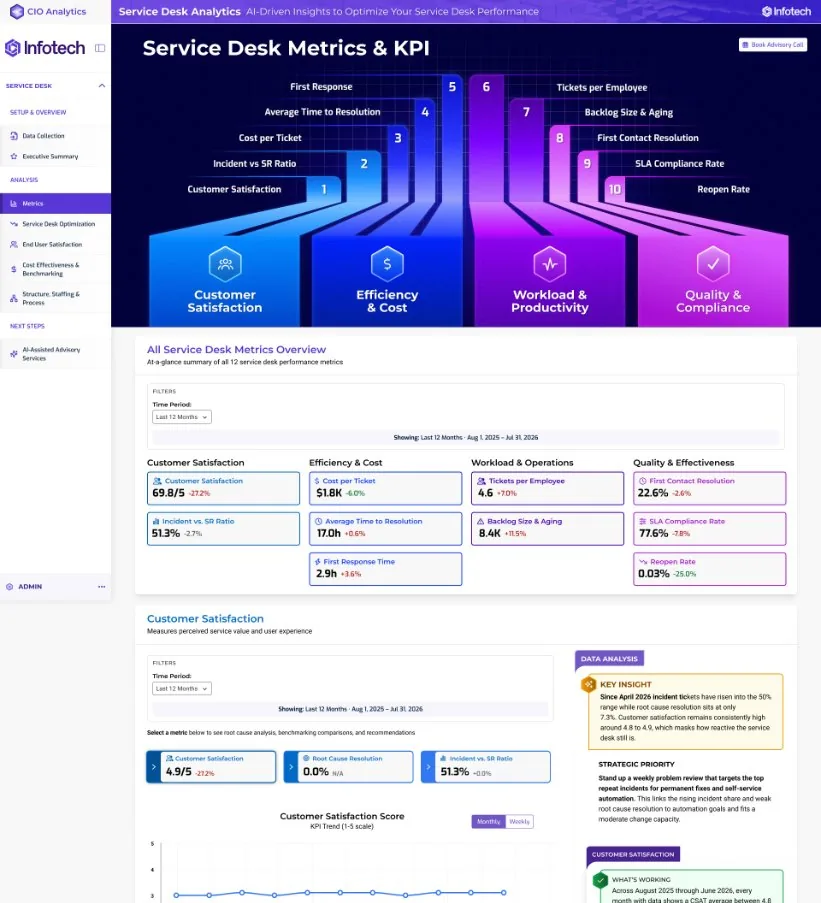 CIO Analytics
Service Desk Analytics AI-Driven Insights to Optimize Your Service Desk Performance
Infotech
Infotech
SERVICE DESK
SETUP & OVERVIEW
Data Collection
Executive Summary
ANALYSIS
Metrics
Service Desk Optimization
End User Satisfaction
Cost Effectiveness &
Benchmarking
Structure, Staffing &
Process
NEXT STEPS
AI-Assisted Advisory
Services
ADMIN
Service Desk Metrics & KPI
Book Advisory Call
First Response 5
Average Time to Resolution 4
Cost per Ticket 3
Incident vs SR Ratio 2
Customer Satisfaction 1
6 Tickets per Employee
7 Backlog Size & Aging
8 First Contact Resolution
9 SLA Compliance Rate
10 Reopen Rate
Customer
Satisfaction
Efficiency
& Cost
Workload &
Productivity
Quality &
Compliance
All Service Desk Metrics Overview
At-a-glance summary of all 12 service desk performance metrics
FILTERS
Time Period:
Last 12 Months
Showing: Last 12 Months · Aug 1, 2025 – Jul 31, 2026
Customer Satisfaction
Customer Satisfaction
69.8/5 -27.2%
Incident vs. SR Ratio
51.3% -2.7%
Efficiency & Cost
Cost per Ticket
$1.8K -6.0%
Average Time to Resolution
17.0h +0.6%
First Response Time
2.9h +3.6%
Workload & Operations
Tickets per Employee
4.6 +7.0%
Backlog Size & Aging
8.4K +11.5%
Quality & Effectiveness
First Contact Resolution
22.6% -2.6%
SLA Compliance Rate
77.6% -7.8%
Reopen Rate
0.03% -25.0%
Customer Satisfaction
Measures perceived service value and user experience
FILTERS
Time Period:
Last 12 Months
Showing: Last 12 Months · Aug 1, 2025 – Jul 31, 2026
Select a metric below to see root cause analysis, benchmarking comparisons, and recommendations
Customer Satisfaction
4.9/5 -27.2%
Root Cause Resolution
0.0% N/A
Incident vs. SR Ratio
51.3% +0.0%
Customer Satisfaction Score
KPI Trend (1-5 scale)
Monthly Weekly
5
4
3
DATA ANALYSIS
KEY INSIGHT
Since April 2026 incident tickets have risen into the 50%
range while root cause resolution sits at only
7.3%. Customer satisfaction remains consistently high
around 4.8 to 4.9, which masks how reactive the service
desk still is.
STRATEGIC PRIORITY
Stand up a weekly problem review that targets the top
repeat incidents for permanent fixes and self-service
automation. This links the rising incident share and weak
root cause resolution to automation goals and fits a
moderate change capacity.
CUSTOMER SATISFACTION
WHAT'S WORKING
Across August 2025 through June 2026, every
month with data shows a CSAT average between 4.8